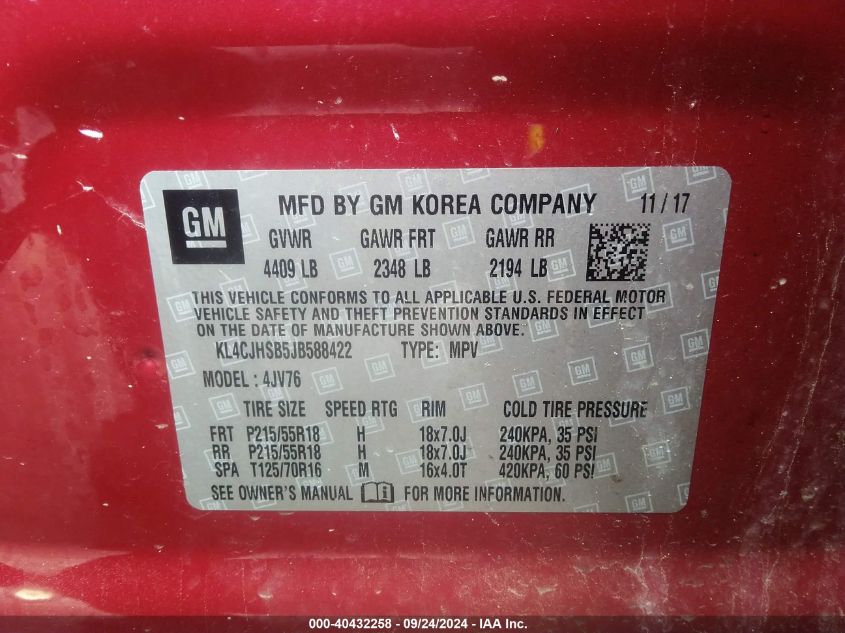 GM MFD BY GM KOREA COMPANY 11 / 17
GVWR GAWR FRT GAWR RR
4409 LB 2348 LB 2194 LB
THIS VEHICLE CONFORMS TO ALL APPLICABLE U.S. FEDERAL MOTOR
VEHICLE SAFETY AND THEFT PREVENTION STANDARDS IN EFFECT
ON THE DATE OF MANUFACTURE SHOWN ABOVE.
KL4CJHSB5JB588422 TYPE: MPV
MODEL : 4JV76
TIRE SIZE SPEED RTG RIM COLD TIRE PRESSURE
FRT P215/55R18 H 18x7.0J 240KPA, 35 PSI
RR P215/55R18 H 18x7.0J 240KPA, 35 PSI
SPA T125/70R16 M 16x4.0T 420KPA, 60 PSI
SEE OWNER'S MANUAL FOR MORE INFORMATION.
000-40432258 - 09/24/2024 - IAA Inc.